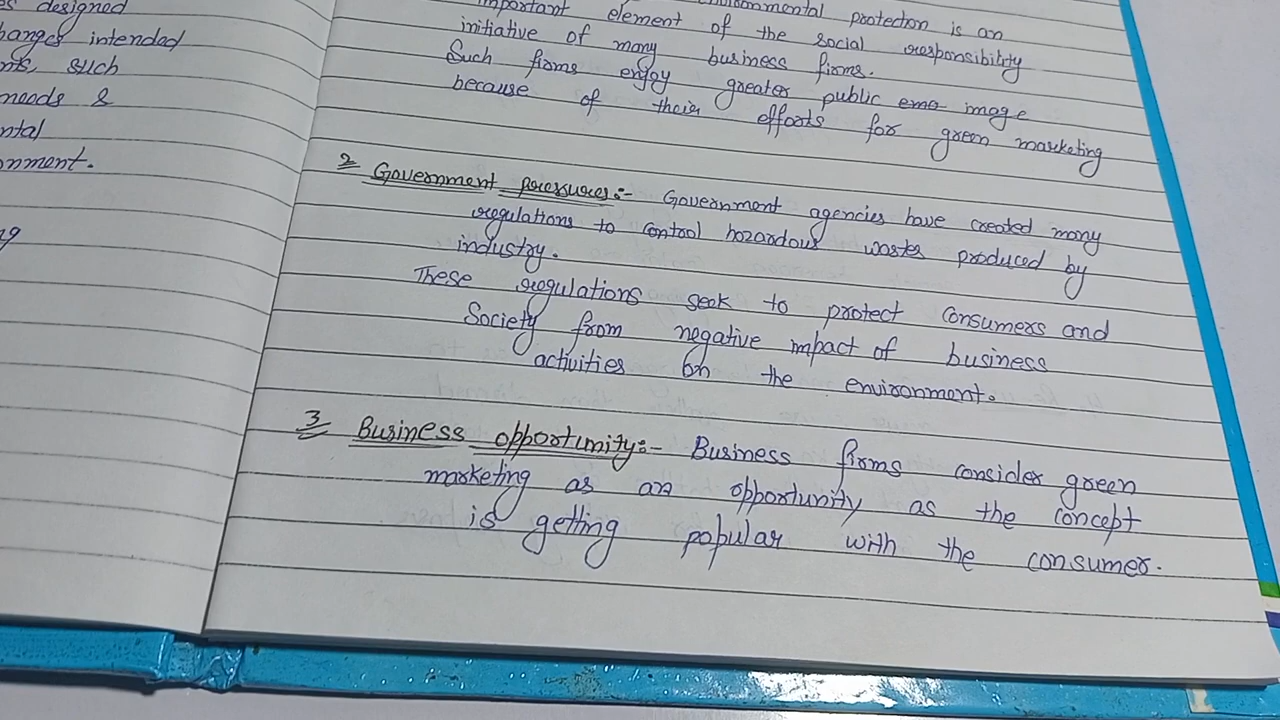 designed
intended
such
needs &
onment.
Environmental protection is an
important element of the social responsibility
initiative of many business firms.
Such firms enjoy greater public ema image
because of their efforts for green marketing
2 Government pressures:- Government agencies have created many
regulations to control hazardous wastes produced by
industry.
These regulations seek to protect consumers and
Society from negative impact of business
activities on the environment.
3 Business opportunity:- Business firms consider green
marketing as an opportunity as the concept
is getting popular with the consumer.